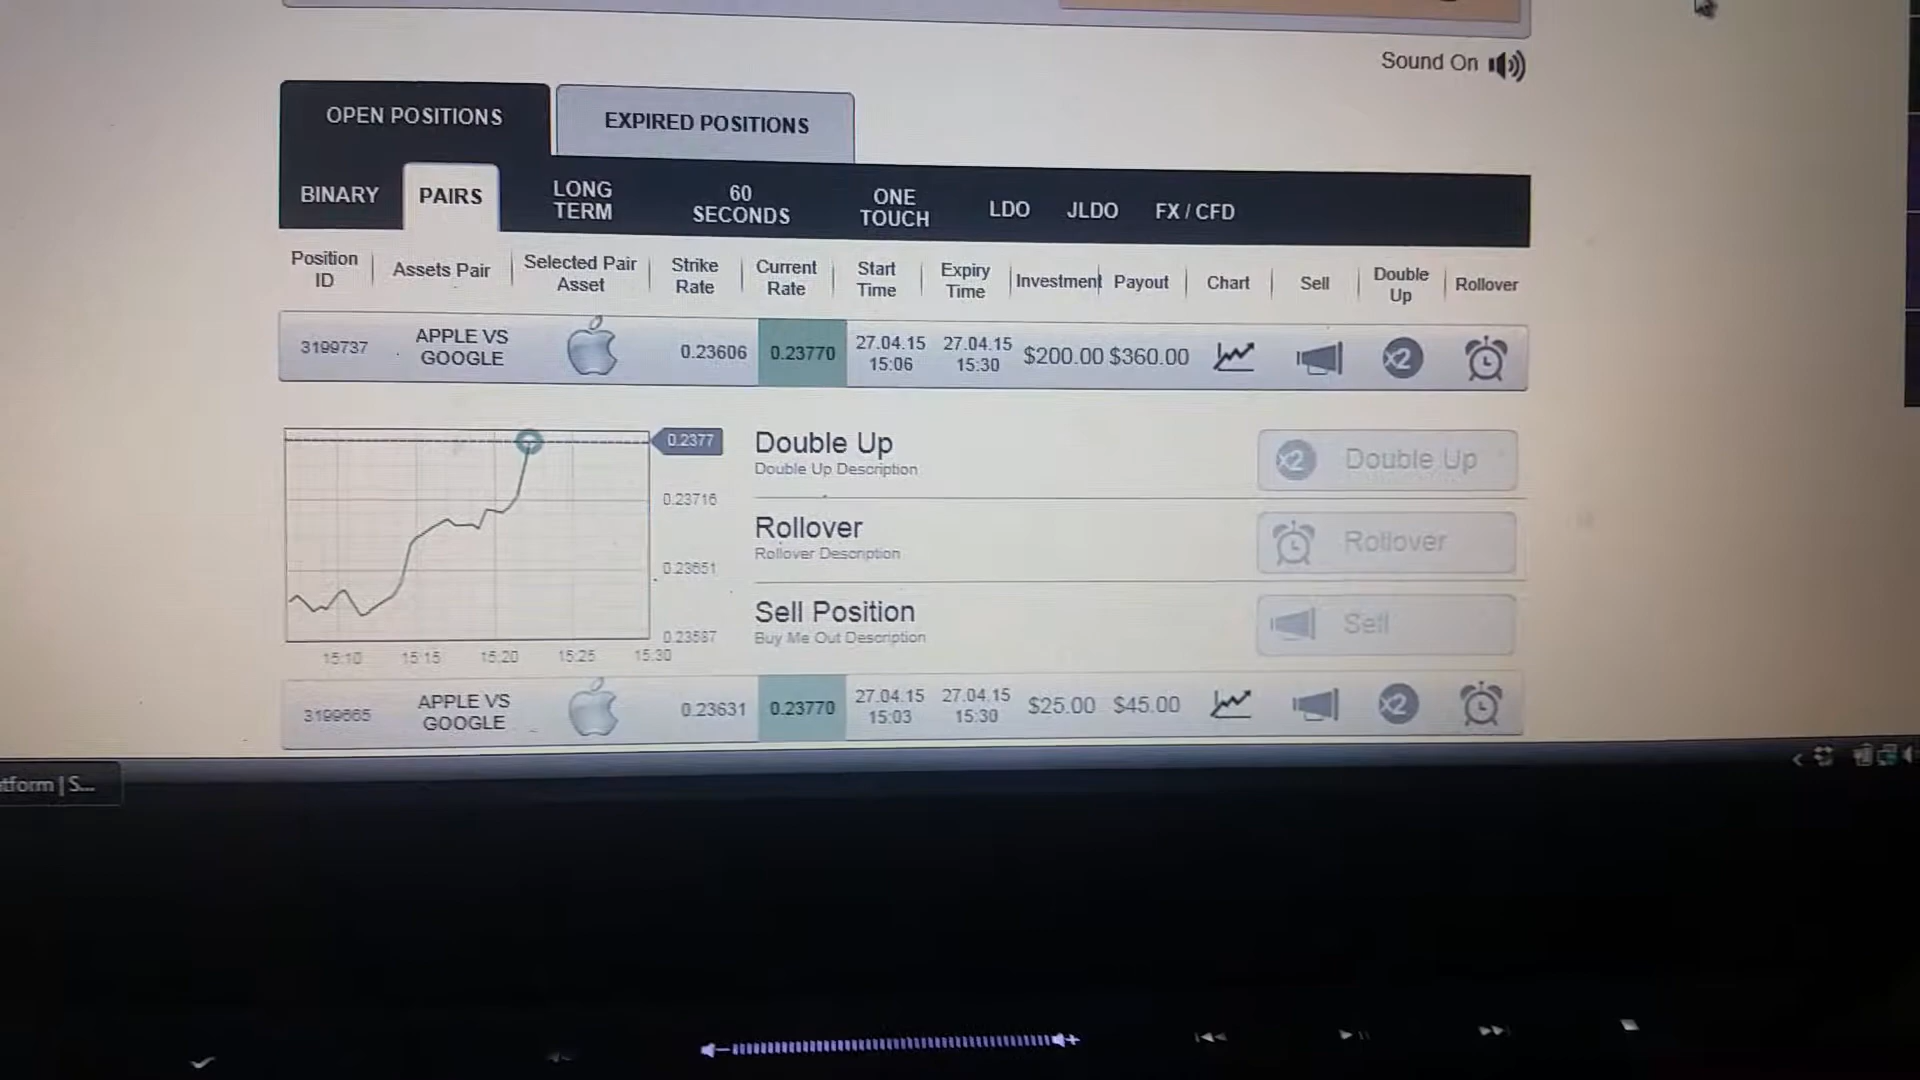 Sound On
OPEN POSITIONS
EXPIRED POSITIONS
BINARY
PAIRS
LONG
TERM
60
SECONDS
ONE
TOUCH
LDO
JLDO
FX / CFD
Position
ID
Assets Pair
Selected Pair
Asset
Strike
Rate
Current
Rate
Start
Time
Expiry
Time
Investment
Payout
Chart
Sell
Double
Up
Rollover
3199737
APPLE VS
GOOGLE
0.23606
0.23770
27.04.15
15:06
27.04.15
15:30
$200.00
$360.00
x2
0.2377
0.23716
0.23651
0.23587
15:10
15:15
15:20
15:25
15:30
Double Up
Double Up Description
x2
Double Up
Rollover
Rollover Description
Rollover
Sell Position
Buy Me Out Description
Sell
3199665
APPLE VS
GOOGLE
0.23631
0.23770
27.04.15
15:03
27.04.15
15:30
$25.00
$45.00
x2
tform | S...